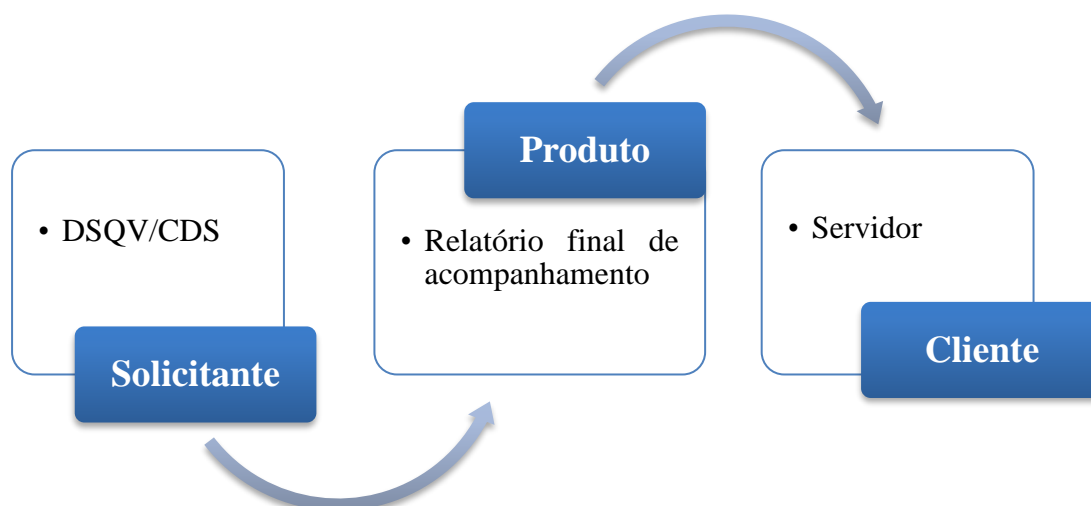 • DSQV/CDS
Solicitante
Produto
• Relatório final de
acompanhamento
• Servidor
Cliente